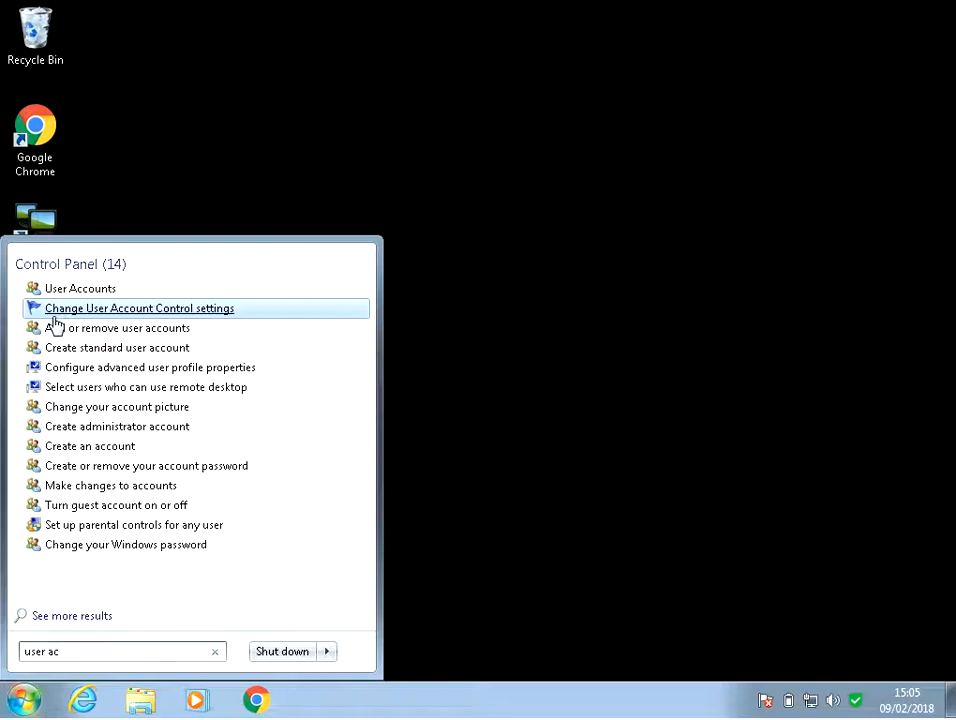 Recycle Bin
Google
Chrome
Control Panel (14)
User Accounts
Change User Account Control settings
or remove user accounts
Create standard user account
Configure advanced user profile properties
Select users who can use remote desktop
Change your account picture
Create administrator account
Create an account
Create or remove your account password
Make changes to accounts
Turn guest account on or off
Set up parental controls for any user
Change your Windows password
See more results
user ac
Shut down
15:05
09/02/2018